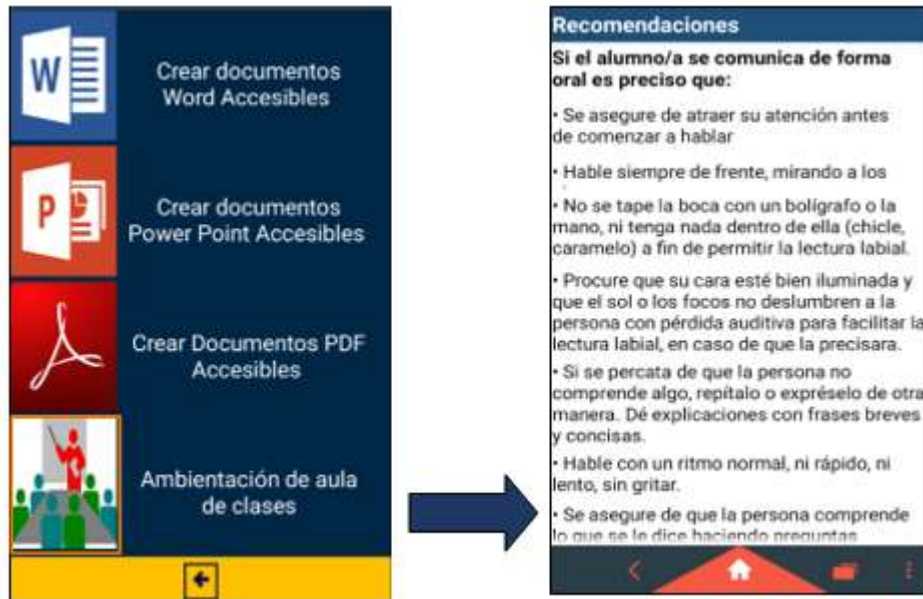 W
Crear documentos
Word Accesibles
P
Crear documentos
Power Point Accesibles
Crear Documentos PDF
Accesibles
Ambientación de aula
de clases
Recomendaciones
Si el alumno/a se comunica de forma
oral es preciso que:
• Se asegure de atraer su atención antes
de comenzar a hablar
• Hable siempre de frente, mirando a los
• No se tape la boca con un bolígrafo o la
mano, ni tenga nada dentro de ella (chicle,
caramelo) a fin de permitir la lectura labial.
• Procure que su cara esté bien iluminada y
que el sol o los focos no deslumbren a la
persona con pérdida auditiva para facilitar la
lectura labial, en caso de que la precisara.
• Si se percata de que la persona no
comprende algo, repítalo o expréselo de otra
manera. Dé explicaciones con frases breves
y concisas.
• Hable con un ritmo normal, ni rápido, ni
lento, sin gritar.
• Se asegure de que la persona comprende
lo que se le dice haciendo preguntas